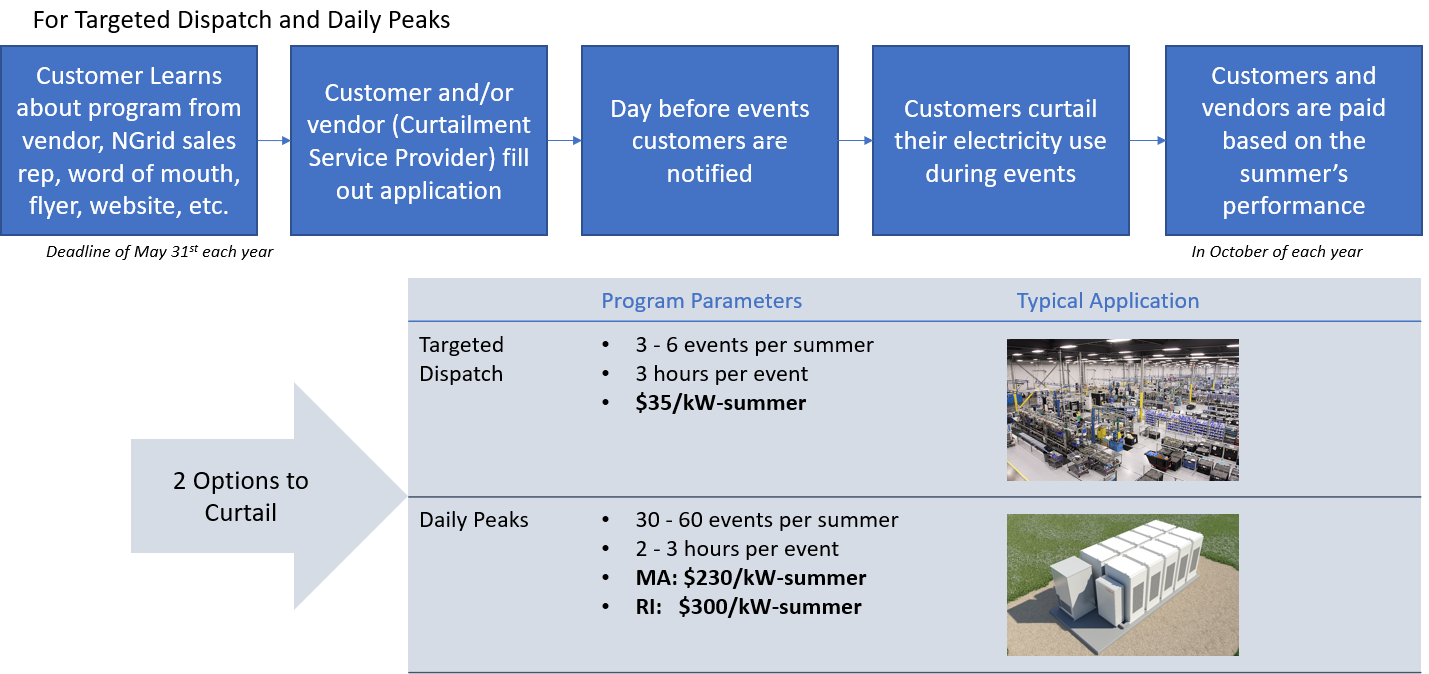 For Targeted Dispatch and Daily Peaks
Customer Learns
about program from
vendor, NGrid sales
rep, word of mouth,
flyer, website, etc.
Customer and/or
vendor (Curtailment
Service Provider) fill
out application
Day before events
customers are
notified
Customers curtail
their electricity use
during events
Customers and
vendors are paid
based on the
summer’s
performance
Deadline of May 31st each year
In October of each year
2 Options to
Curtail
Program Parameters
Typical Application
Targeted
Dispatch
• 3 - 6 events per summer
• 3 hours per event
• $35/kW-summer
Daily Peaks
• 30 - 60 events per summer
• 2 - 3 hours per event
• MA: $230/kW-summer
• RI: $300/kW-summer